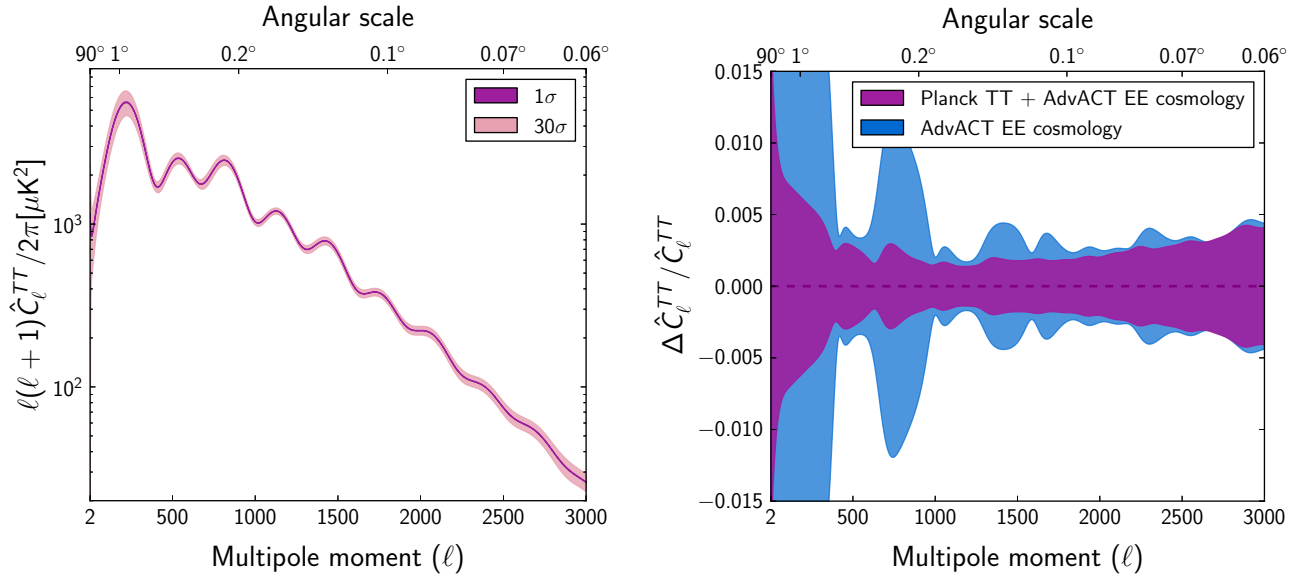 Angular scale
90° 1° 0.2° 0.1° 0.07° 0.06°
1σ
30σ
10³
10²
ℓ(ℓ + 1)Ĉ_ℓ^{TT}/2π[μK²]
2 500 1000 1500 2000 2500 3000
Multipole moment (ℓ)
Angular scale
90° 1° 0.2° 0.1° 0.07° 0.06°
Planck TT + AdvACT EE cosmology
AdvACT EE cosmology
0.015
0.010
0.005
0.000
−0.005
−0.010
−0.015
ΔĈ_ℓ^{TT}/Ĉ_ℓ^{TT}
2 500 1000 1500 2000 2500 3000
Multipole moment (ℓ)